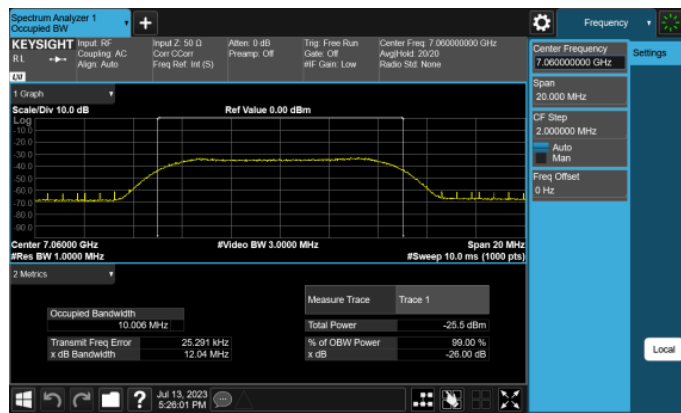 Spectrum Analyzer 1
Occupied BW
Frequency
KEYSIGHT
R L
LXI
Input: RF
Coupling: AC
Align: Auto
Input Z: 50 Ω
Corr CCorr
Freq Ref: Int (S)
Atten: 0 dB
Preamp: Off
Trig: Free Run
Gate: Off
#IF Gain: Low
Center Freq: 7.060000000 GHz
Avg|Hold: 20/20
Radio Std: None
Center Frequency
7.060000000 GHz
Settings
Span
20.000 MHz
CF Step
2.000000 MHz
Auto
Man
Freq Offset
0 Hz
Local
1 Graph
Scale/Div 10.0 dB
Ref Value 0.00 dBm
Log
-10.0
-20.0
-30.0
-40.0
-50.0
-60.0
-70.0
-80.0
-90.0
Center 7.06000 GHz
#Video BW 3.0000 MHz
Span 20 MHz
#Res BW 1.0000 MHz
#Sweep 10.0 ms (1000 pts)
2 Metrics
Measure Trace
Trace 1
Occupied Bandwidth
10.006 MHz
Total Power
-25.5 dBm
Transmit Freq Error
25.291 kHz
% of OBW Power
99.00 %
x dB Bandwidth
12.04 MHz
x dB
-26.00 dB
?
Jul 13, 2023
5:26:01 PM